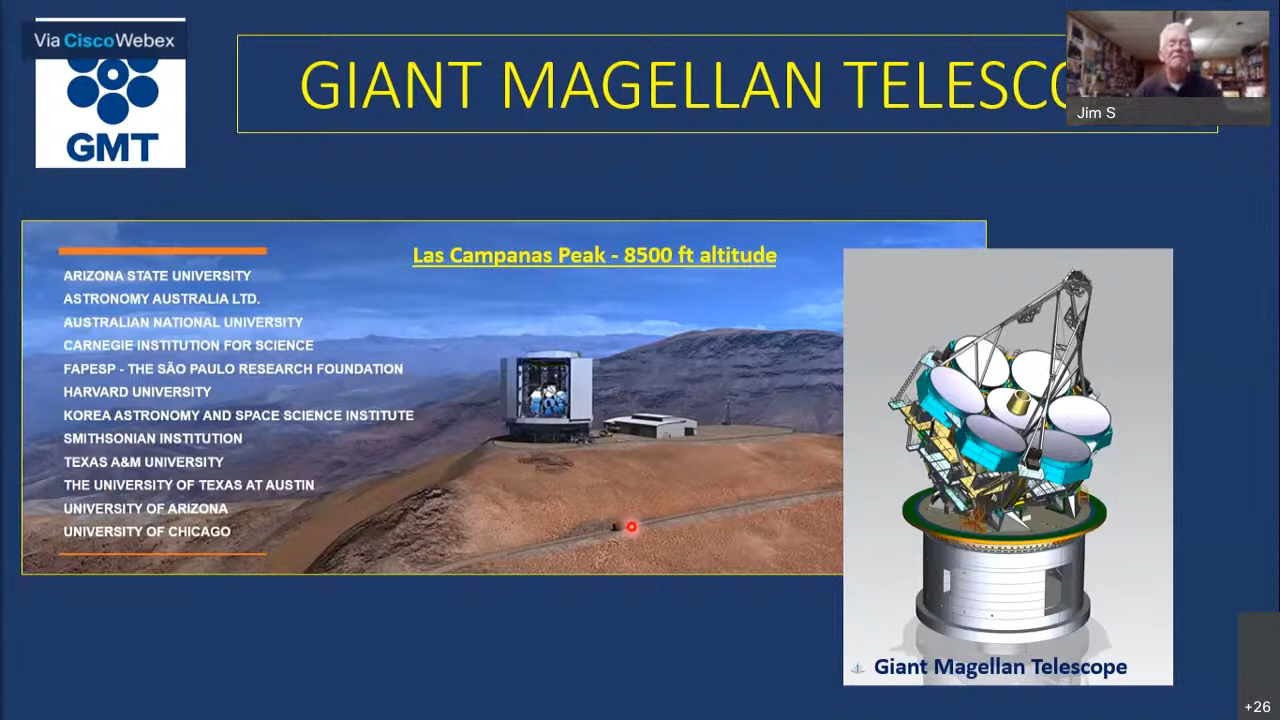 Via Cisco Webex
GMT
GIANT MAGELLAN TELESCO
Jim S
Las Campanas Peak - 8500 ft altitude
ARIZONA STATE UNIVERSITY
ASTRONOMY AUSTRALIA LTD.
AUSTRALIAN NATIONAL UNIVERSITY
CARNEGIE INSTITUTION FOR SCIENCE
FAPESP - THE SÃO PAULO RESEARCH FOUNDATION
HARVARD UNIVERSITY
KOREA ASTRONOMY AND SPACE SCIENCE INSTITUTE
SMITHSONIAN INSTITUTION
TEXAS A&M UNIVERSITY
THE UNIVERSITY OF TEXAS AT AUSTIN
UNIVERSITY OF ARIZONA
UNIVERSITY OF CHICAGO
Giant Magellan Telescope
+26